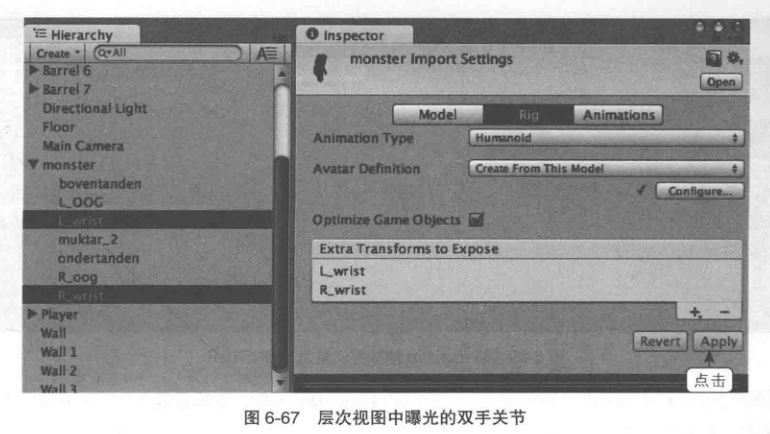 Hierarchy
Create
All
Barrel 6
Barrel 7
Directional Light
Floor
Main Camera
monster
boventanden
L_OOG
L_wrist
muktar_2
ondertanden
R_oog
R_wrist
Player
Wall
Wall 1
Wall 2
Wall 3
Inspector
monster Import Settings
Open
Model Rig Animations
Animation Type Humanoid
Avatar Definition Create From This Model
Configure...
Optimize Game Objects
Extra Transforms to Expose
L_wrist
R_wrist
Revert Apply
点击
图 6-67 层次视图中曝光的双手关节